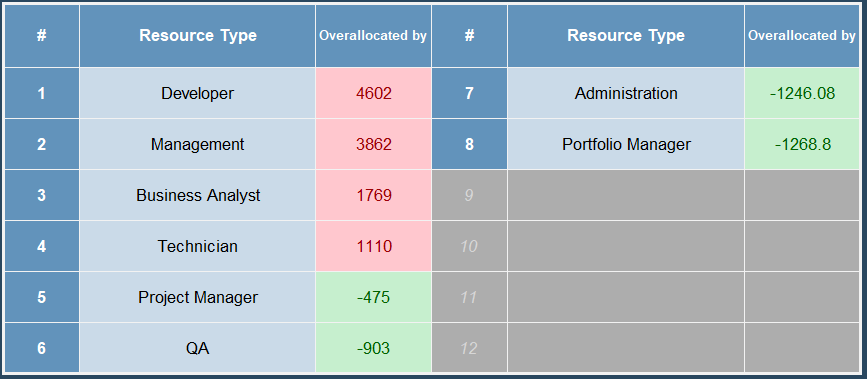 # Resource Type Overallocated by # Resource Type Overallocated by
1 Developer 4602 7 Administration -1246.08
2 Management 3862 8 Portfolio Manager -1268.8
3 Business Analyst 1769 9
4 Technician 1110 10
5 Project Manager -475 11
6 QA -903 12